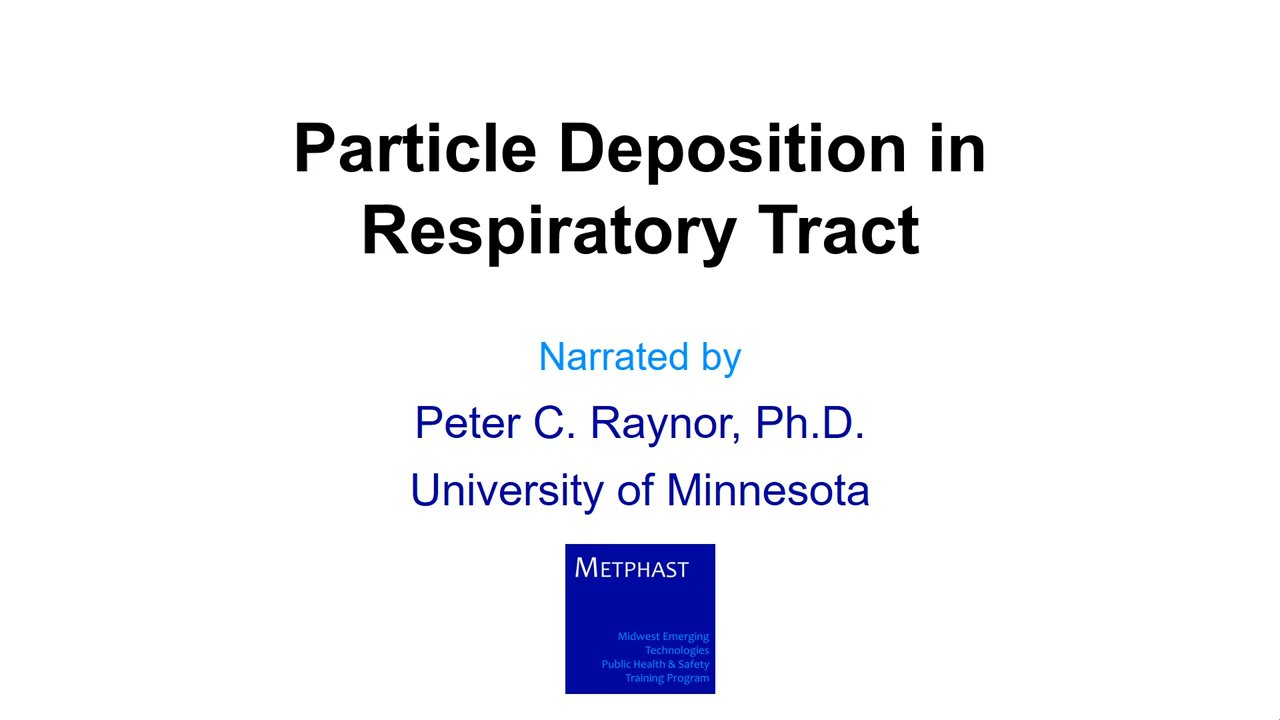 Particle Deposition in
Respiratory Tract
Narrated by
Peter C. Raynor, Ph.D.
University of Minnesota
METPHAST
Midwest Emerging
Technologies
Public Health & Safety
Training Program